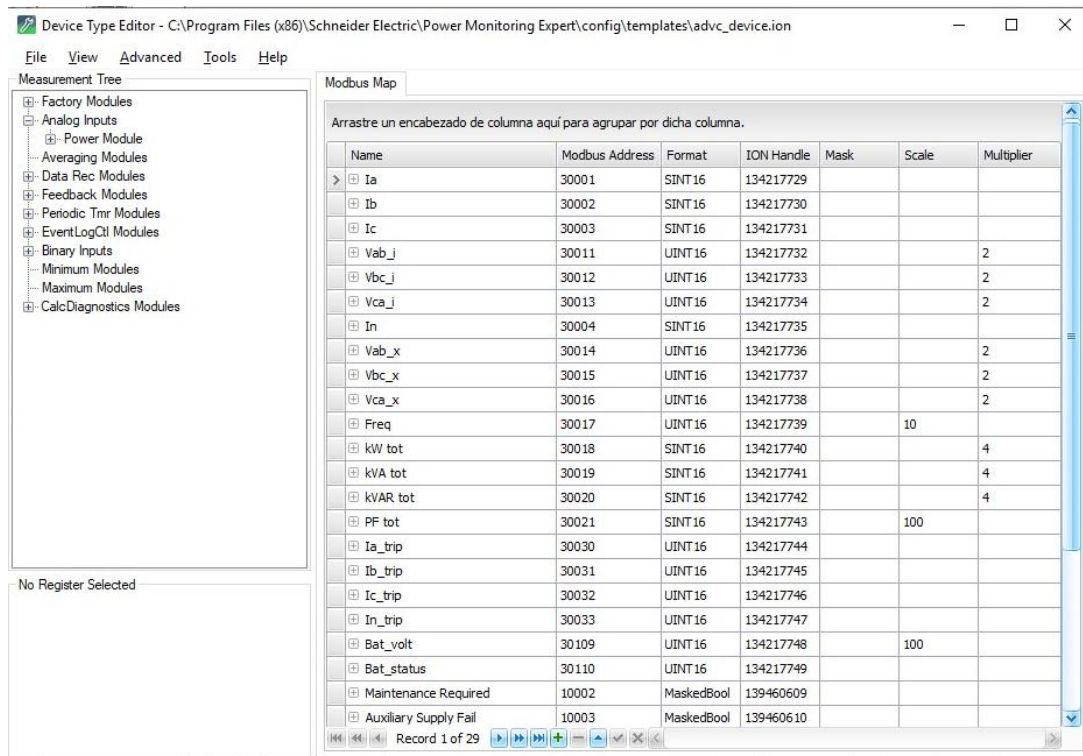 Device Type Editor - C:\Program Files (x86)\Schneider Electric\Power Monitoring Expert\config\templates\advc_device.ion
File View Advanced Tools Help
Measurement Tree
Factory Modules
Analog Inputs
Power Module
Averaging Modules
Data Rec Modules
Feedback Modules
Periodic Tmr Modules
EventLogCtl Modules
Binary Inputs
Minimum Modules
Maximum Modules
CalcDiagnostics Modules
No Register Selected
Modbus Map
Arrastre un encabezado de columna aquí para agrupar por dicha columna.
Name Modbus Address Format ION Handle Mask Scale Multiplier
Ia 30001 SINT16 134217729
Ib 30002 SINT16 134217730
Ic 30003 SINT16 134217731
Vab_i 30011 UINT16 134217732 2
Vbc_i 30012 UINT16 134217733 2
Vca_i 30013 UINT16 134217734 2
In 30004 SINT16 134217735
Vab_x 30014 UINT16 134217736 2
Vbc_x 30015 UINT16 134217737 2
Vca_x 30016 UINT16 134217738 2
Freq 30017 UINT16 134217739 10
kW tot 30018 SINT16 134217740 4
kVA tot 30019 SINT16 134217741 4
kVAR tot 30020 SINT16 134217742 4
PF tot 30021 SINT16 134217743 100
Ia_trip 30030 UINT16 134217744
Ib_trip 30031 UINT16 134217745
Ic_trip 30032 UINT16 134217746
In_trip 30033 UINT16 134217747
Bat_volt 30109 UINT16 134217748 100
Bat_status 30110 UINT16 134217749
Maintenance Required 10002 MaskedBool 139460609
Auxiliary Supply Fail 10003 MaskedBool 139460610
Record 1 of 29